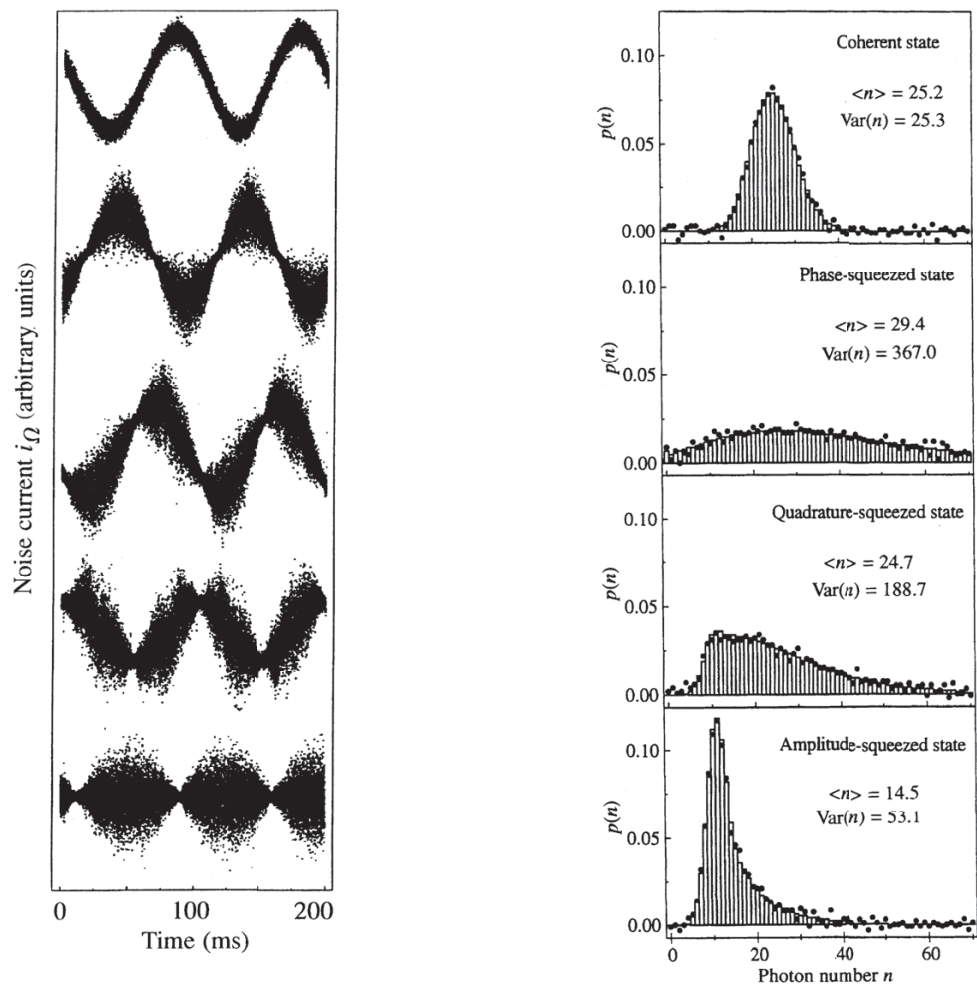 Noise current iΩ (arbitrary units)
0
100
200
Time (ms)
p(n)
0.10
0.05
0.00
Coherent state
<n> = 25.2
Var(n) = 25.3
p(n)
0.10
0.05
0.00
Phase-squeezed state
<n> = 29.4
Var(n) = 367.0
p(n)
0.10
0.05
0.00
Quadrature-squeezed state
<n> = 24.7
Var(n) = 188.7
p(n)
0.10
0.05
0.00
Amplitude-squeezed state
<n> = 14.5
Var(n) = 53.1
0
20
40
60
Photon number n